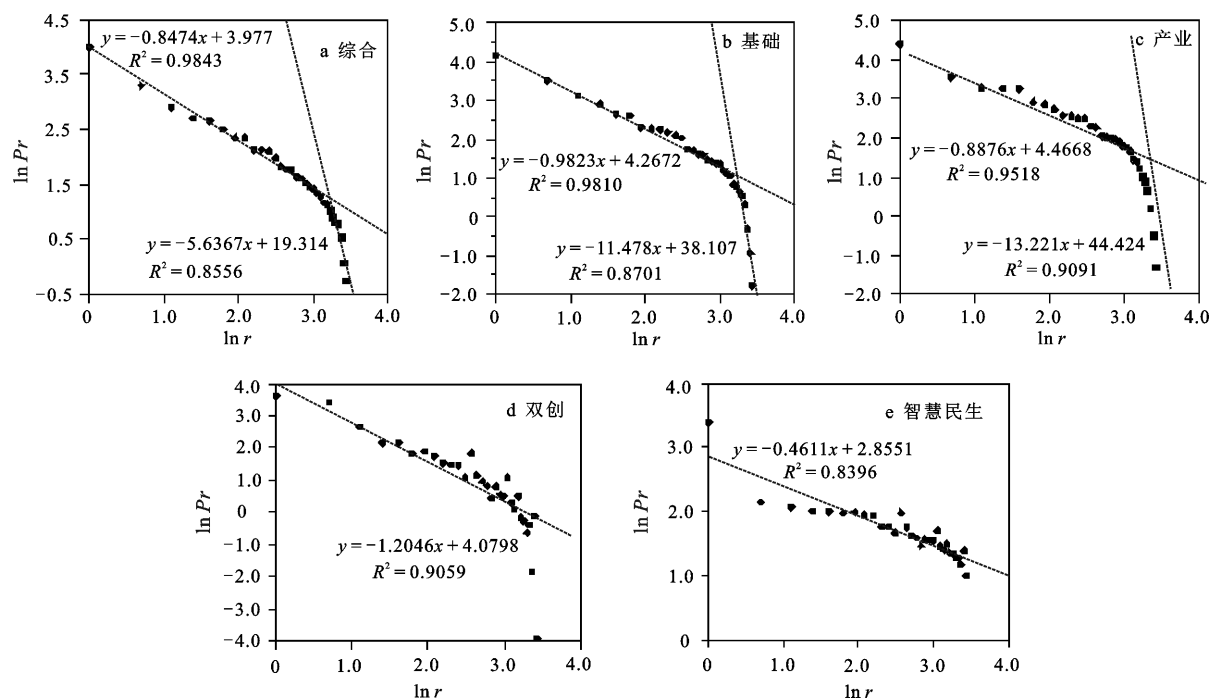 a 综合
y=−0.8474x+3.977
R²=0.9843
y=−5.6367x+19.314
R²=0.8556
4.5
3.5
2.5
1.5
0.5
−0.5
ln Pr
0 1.0 2.0 3.0 4.0
ln r
b 基础
y=−0.9823x+4.2672
R²=0.9810
y=−11.478x+38.107
R²=0.8701
5.0
4.0
3.0
2.0
1.0
0
−1.0
−2.0
ln Pr
0 1.0 2.0 3.0 4.0
ln r
c 产业
y=−0.8876x+4.4668
R²=0.9518
y=−13.221x+44.424
R²=0.9091
5.0
4.0
3.0
2.0
1.0
0
−1.0
−2.0
ln Pr
0 1.0 2.0 3.0 4.0
ln r
d 双创
y=−1.2046x+4.0798
R²=0.9059
4.0
3.0
2.0
1.0
0
−1.0
−2.0
−3.0
−4.0
ln Pr
0 1.0 2.0 3.0 4.0
ln r
e 智慧民生
y=−0.4611x+2.8551
R²=0.8396
4.0
3.0
2.0
1.0
0
ln Pr
0 1.0 2.0 3.0 4.0
ln r